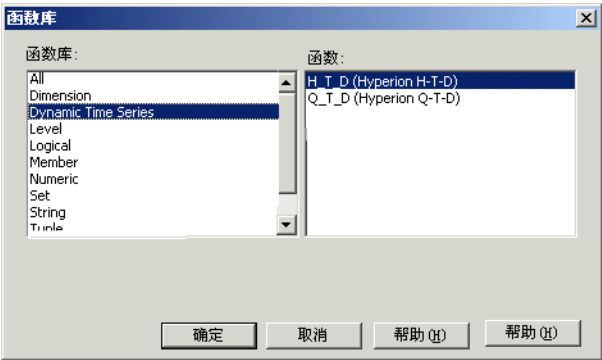 函数库
函数库:
All
Dimension
Dynamic Time Series
Level
Logical
Member
Numeric
Set
String
Tuple
函数:
H_T_D (Hyperion H-T-D)
Q_T_D (Hyperion Q-T-D)
确定
取消
帮助(H)
帮助(H)